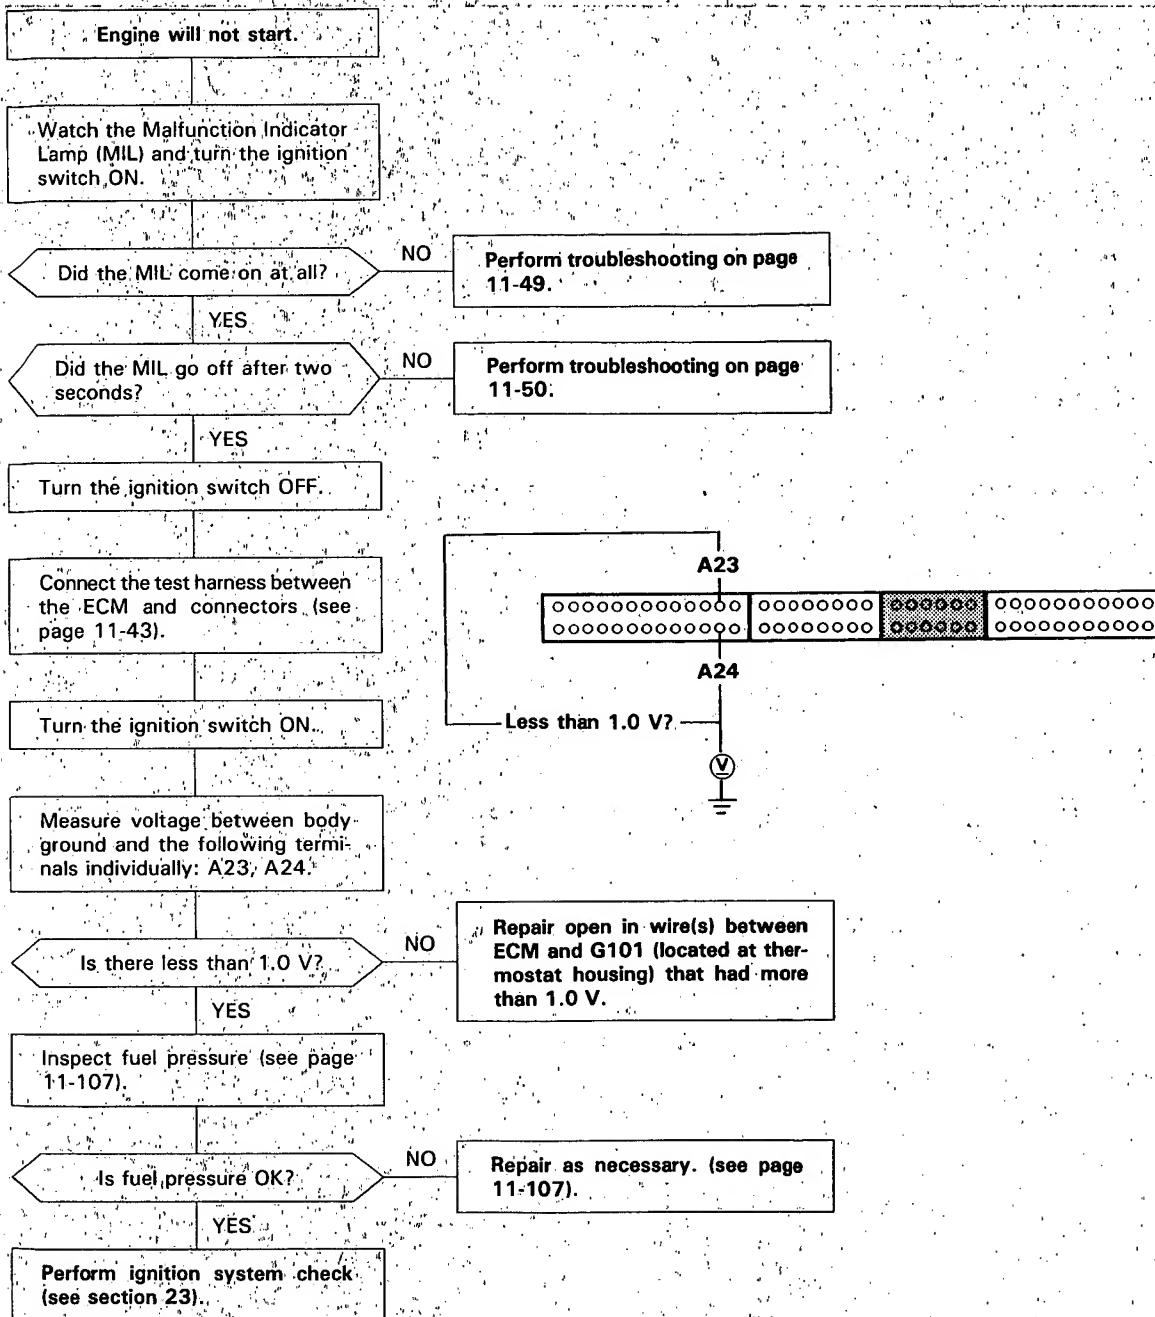 Engine will not start.
Watch the Malfunction Indicator
Lamp (MIL) and turn the ignition
switch ON.
Did the MIL come on at all?
NO
Perform troubleshooting on page
11-49.
YES
Did the MIL go off after two
seconds?
NO
Perform troubleshooting on page
11-50.
YES
Turn the ignition switch OFF.
Connect the test harness between
the ECM and connectors (see
page 11-43).
Turn the ignition switch ON.
Measure voltage between body
ground and the following termi-
nals individually: A23, A24.
A23
A24
Less than 1.0 V?
V
Is there less than 1.0 V?
NO
Repair open in wire(s) between
ECM and G101 (located at ther-
mostat housing) that had more
than 1.0 V.
YES
Inspect fuel pressure (see page
11-107).
Is fuel pressure OK?
NO
Repair as necessary. (see page
11-107).
YES
Perform ignition system check
(see section 23).